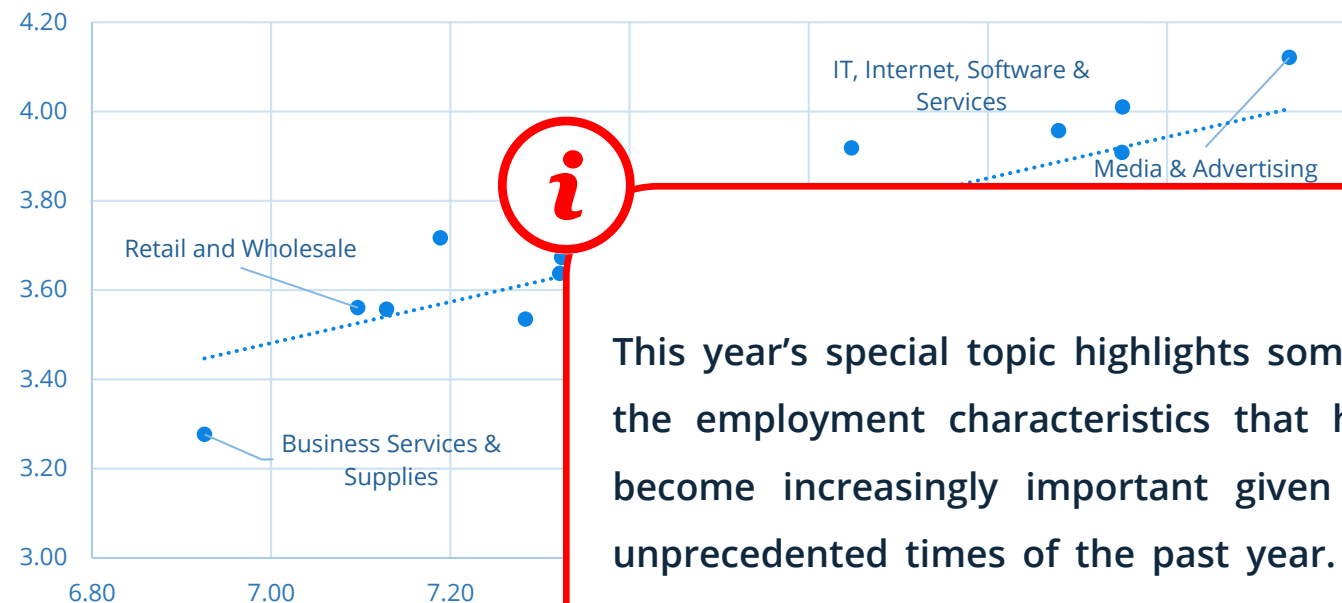 4.20
IT, Internet, Software &
Services
4.00
Media & Advertising
3.80
i
Retail and Wholesale
3.60
This year’s special topic highlights
3.40
the employment characteristics that
Business Services &
Supplies
3.20
become increasingly important given
unprecedented times of the past year.
3.00
6.80 7.00 7.20